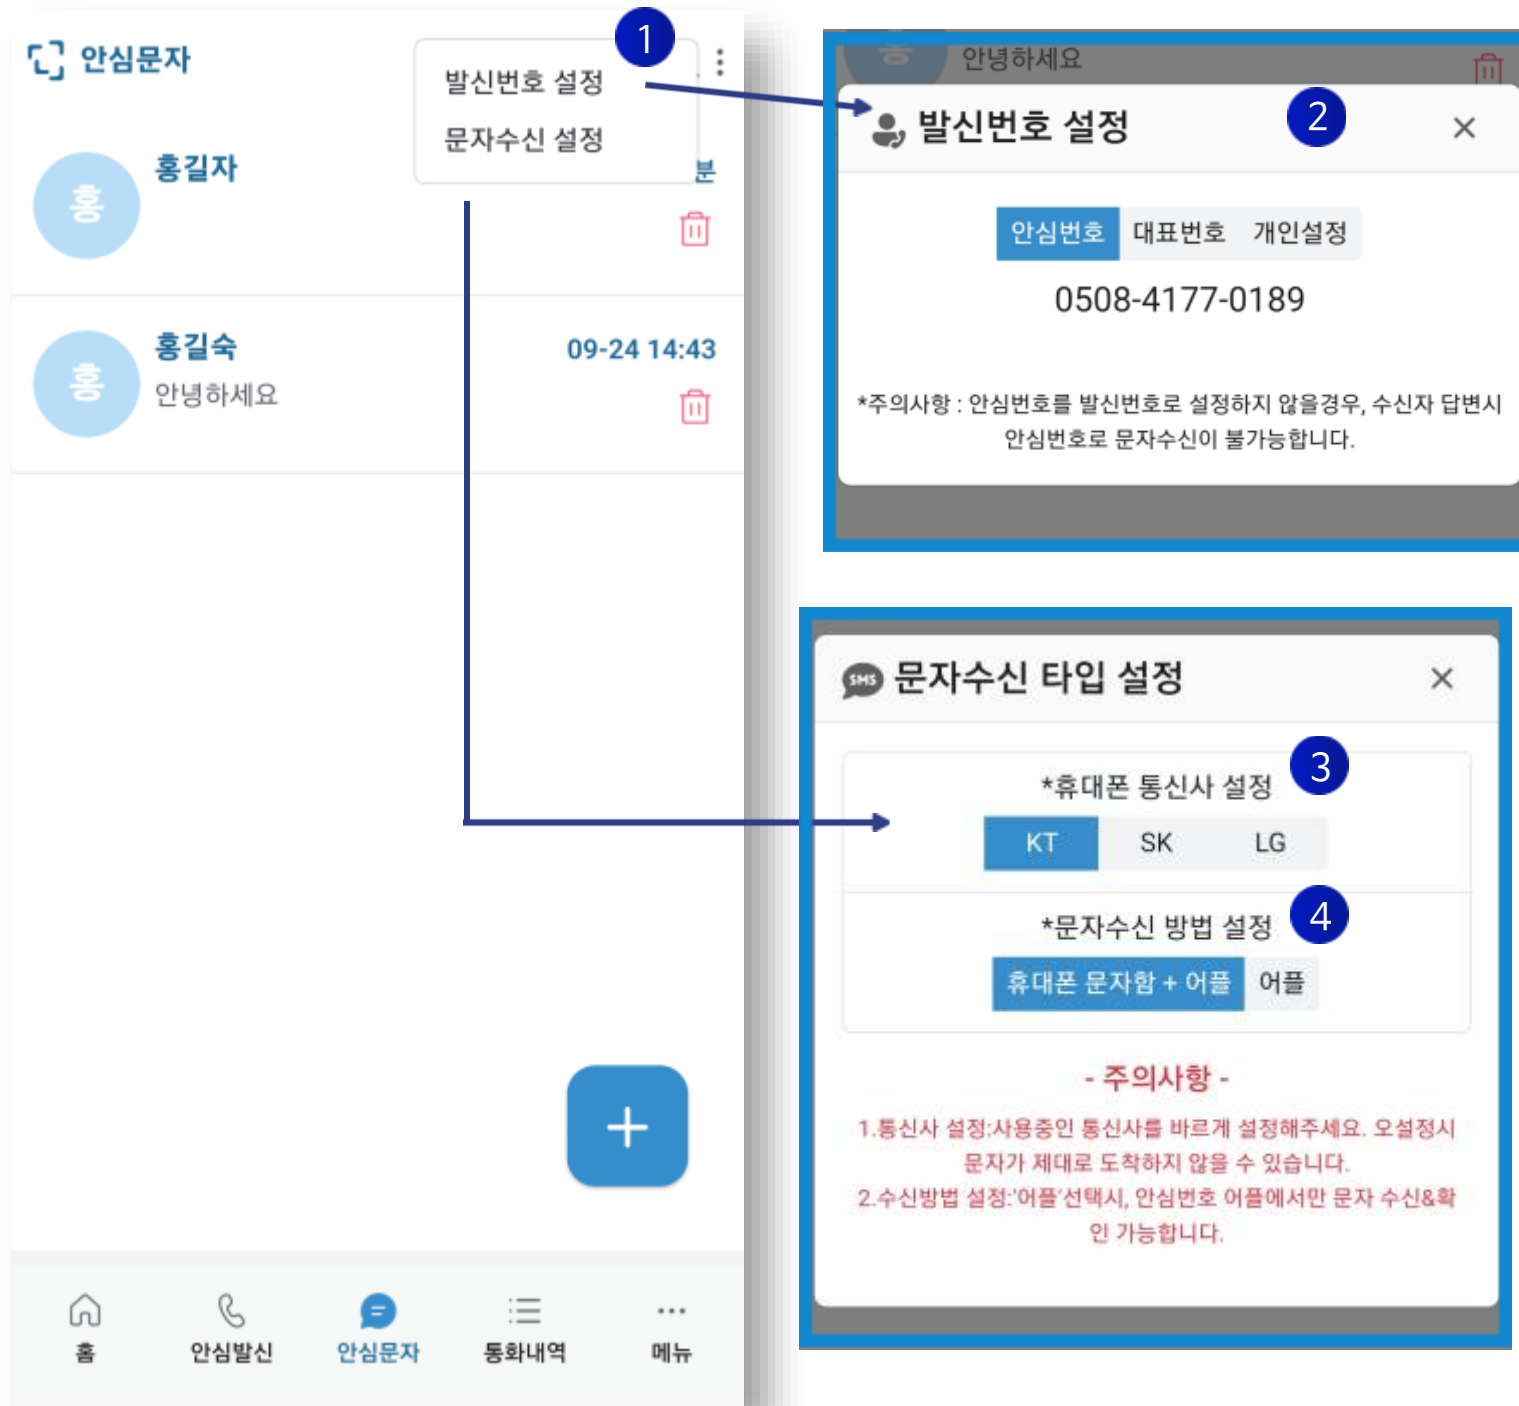 안심문자
1
발신번호 설정
문자수신 설정
홍
홍길자
분
홍
홍길숙
09-24 14:43
안녕하세요
홈
안심발신
안심문자
통화내역
메뉴
홍
안녕하세요
발신번호 설정
2
안심번호 대표번호 개인설정
0508-4177-0189
*주의사항 : 안심번호를 발신번호로 설정하지 않을경우, 수신자 답변시
안심번호로 문자수신이 불가능합니다.
SMS 문자수신 타입 설정
*휴대폰 통신사 설정
3
KT SK LG
*문자수신 방법 설정
4
휴대폰 문자함 + 어플 어플
- 주의사항 -
1.통신사 설정:사용중인 통신사를 바르게 설정해주세요. 오설정시
문자가 제대로 도착하지 않을 수 있습니다.
2.수신방법 설정:'어플'선택시, 안심번호 어플에서만 문자 수신&확
인 가능합니다.